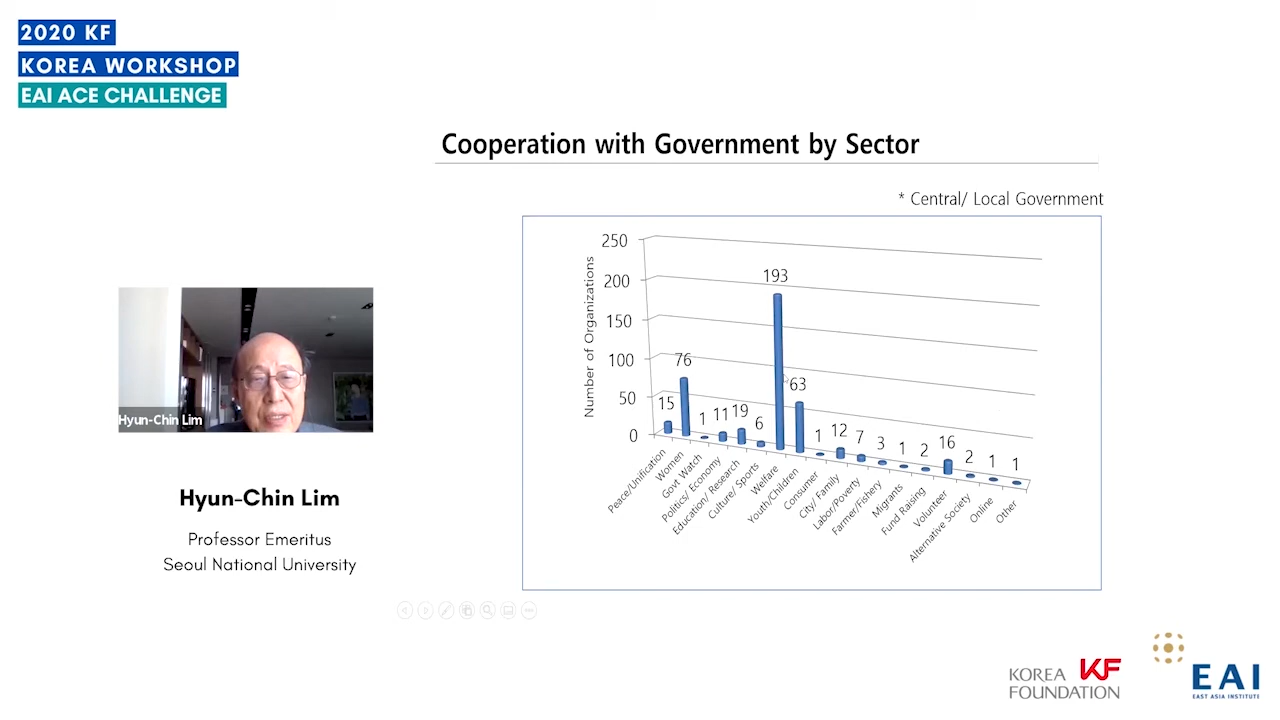 2020 KF
KOREA WORKSHOP
EAI ACE CHALLENGE
Cooperation with Government by Sector
* Central/ Local Government
Number of Organizations
250
200
150
100
50
0
15
76
1
11
19
6
193
63
1
12
7
3
1
2
16
2
1
1
Peace/Unification
Women
Govt Watch
Politics/ Economy
Education/ Research
Culture/ Sports
Welfare
Youth/Children
Consumer
City/ Family
Labor/Poverty
Farmer/Fishery
Migrants
Fund Raising
Volunteer
Alternative Society
Online
Other
Hyun-Chin Lim
Hyun-Chin Lim
Professor Emeritus
Seoul National University
KOREA KF
FOUNDATION
EAI
EAST ASIA INSTITUTE